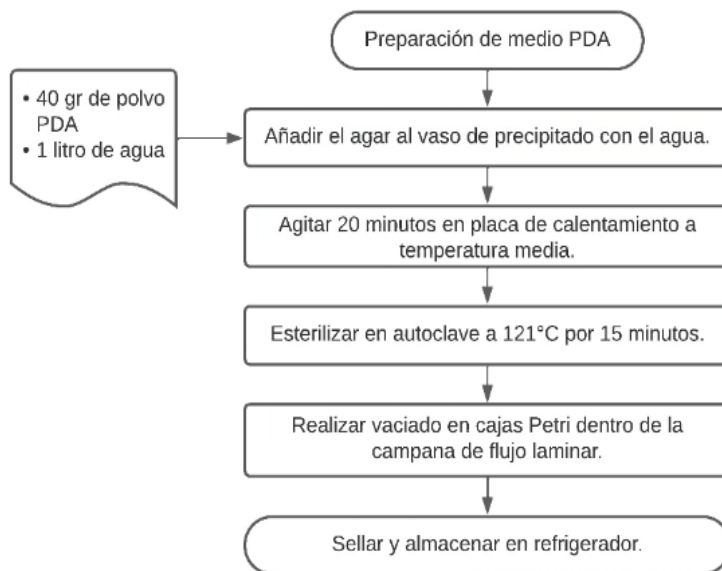 Preparación de medio PDA
• 40 gr de polvo
PDA
• 1 litro de agua
Añadir el agar al vaso de precipitado con el agua.
Agitar 20 minutos en placa de calentamiento a
temperatura media.
Esterilizar en autoclave a 121°C por 15 minutos.
Realizar vaciado en cajas Petri dentro de la
campana de flujo laminar.
Sellar y almacenar en refrigerador.